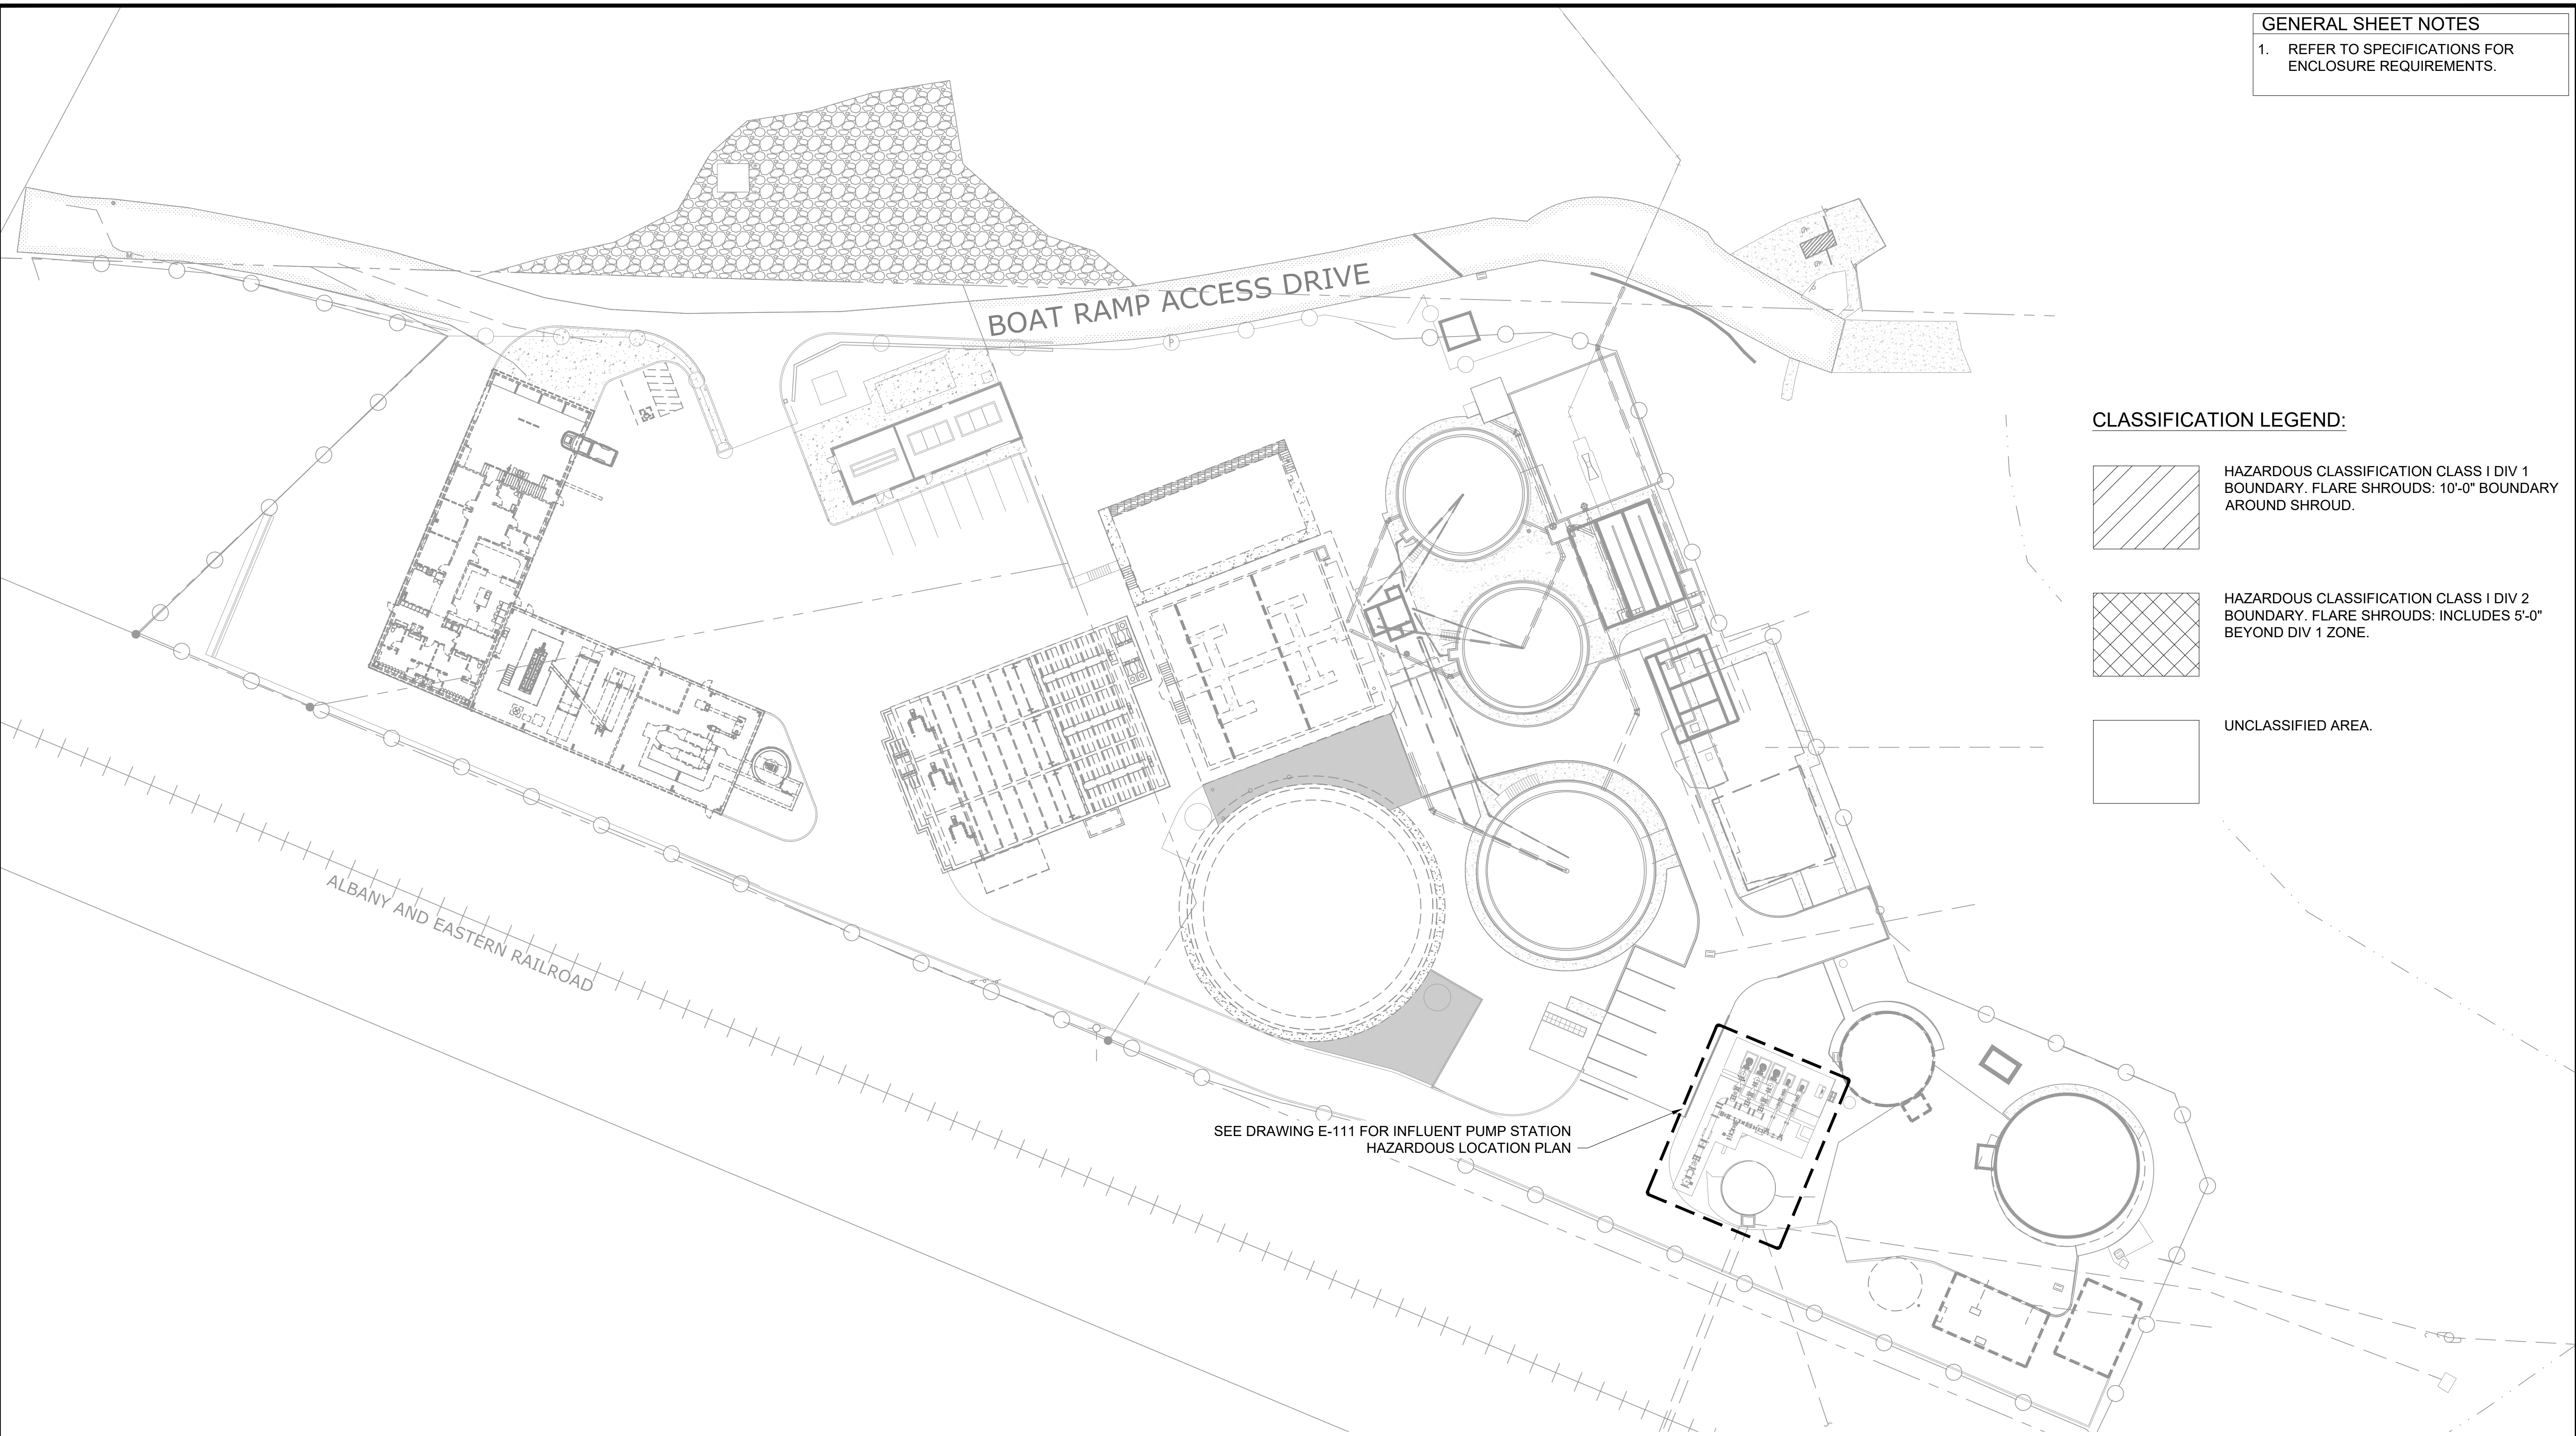 GENERAL SHEET NOTES
1. REFER TO SPECIFICATIONS FOR
ENCLOSURE REQUIREMENTS.
BOAT RAMP ACCESS DRIVE
CLASSIFICATION LEGEND:
HAZARDOUS CLASSIFICATION CLASS I DIV 1
BOUNDARY. FLARE SHROUDS: 10'-0" BOUNDARY
AROUND SHROUD.
HAZARDOUS CLASSIFICATION CLASS I DIV 2
BOUNDARY. FLARE SHROUDS: INCLUDES 5'-0"
BEYOND DIV 1 ZONE.
UNCLASSIFIED AREA.
ALBANY AND EASTERN RAILROAD
SEE DRAWING E-111 FOR INFLUENT PUMP STATION
HAZARDOUS LOCATION PLAN